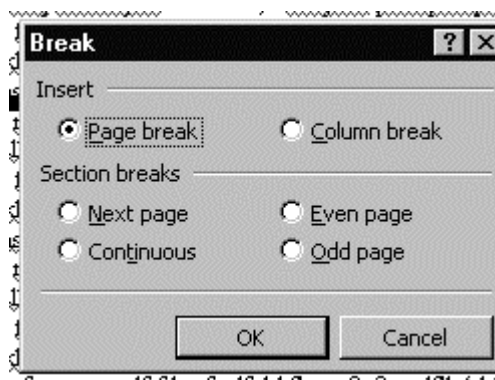 Break
Insert
Page break Column break
Section breaks
Next page Even page
Continuous Odd page
OK Cancel